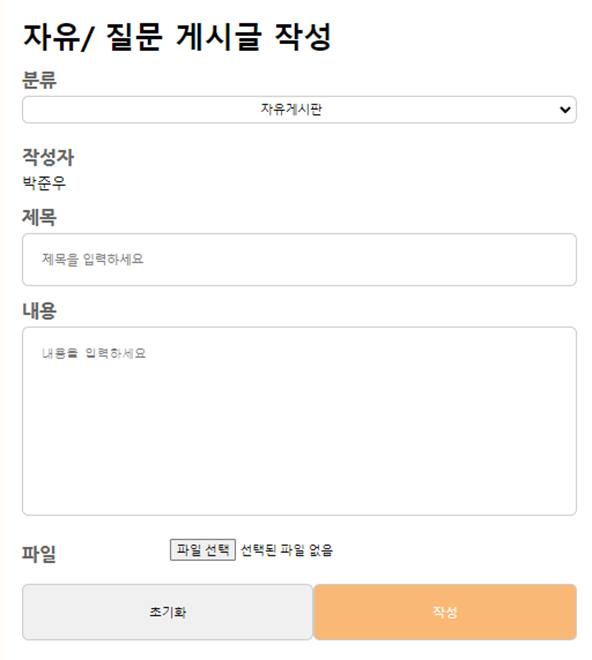 자유/ 질문 게시글 작성
분류
자유게시판
작성자
박준우
제목
제목을 입력하세요
내용
내용을 입력하세요
파일
파일 선택 선택된 파일 없음
초기화 작성